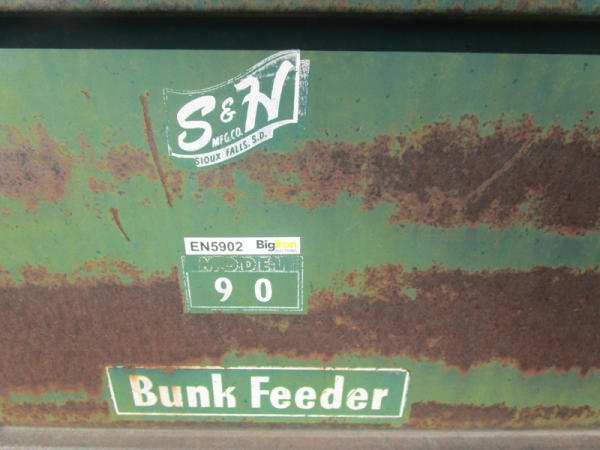 S & H
MFG. CO.
SIOUX FALLS, S.D.
EN5902 BigIron
MODEL
90
Bunk Feeder